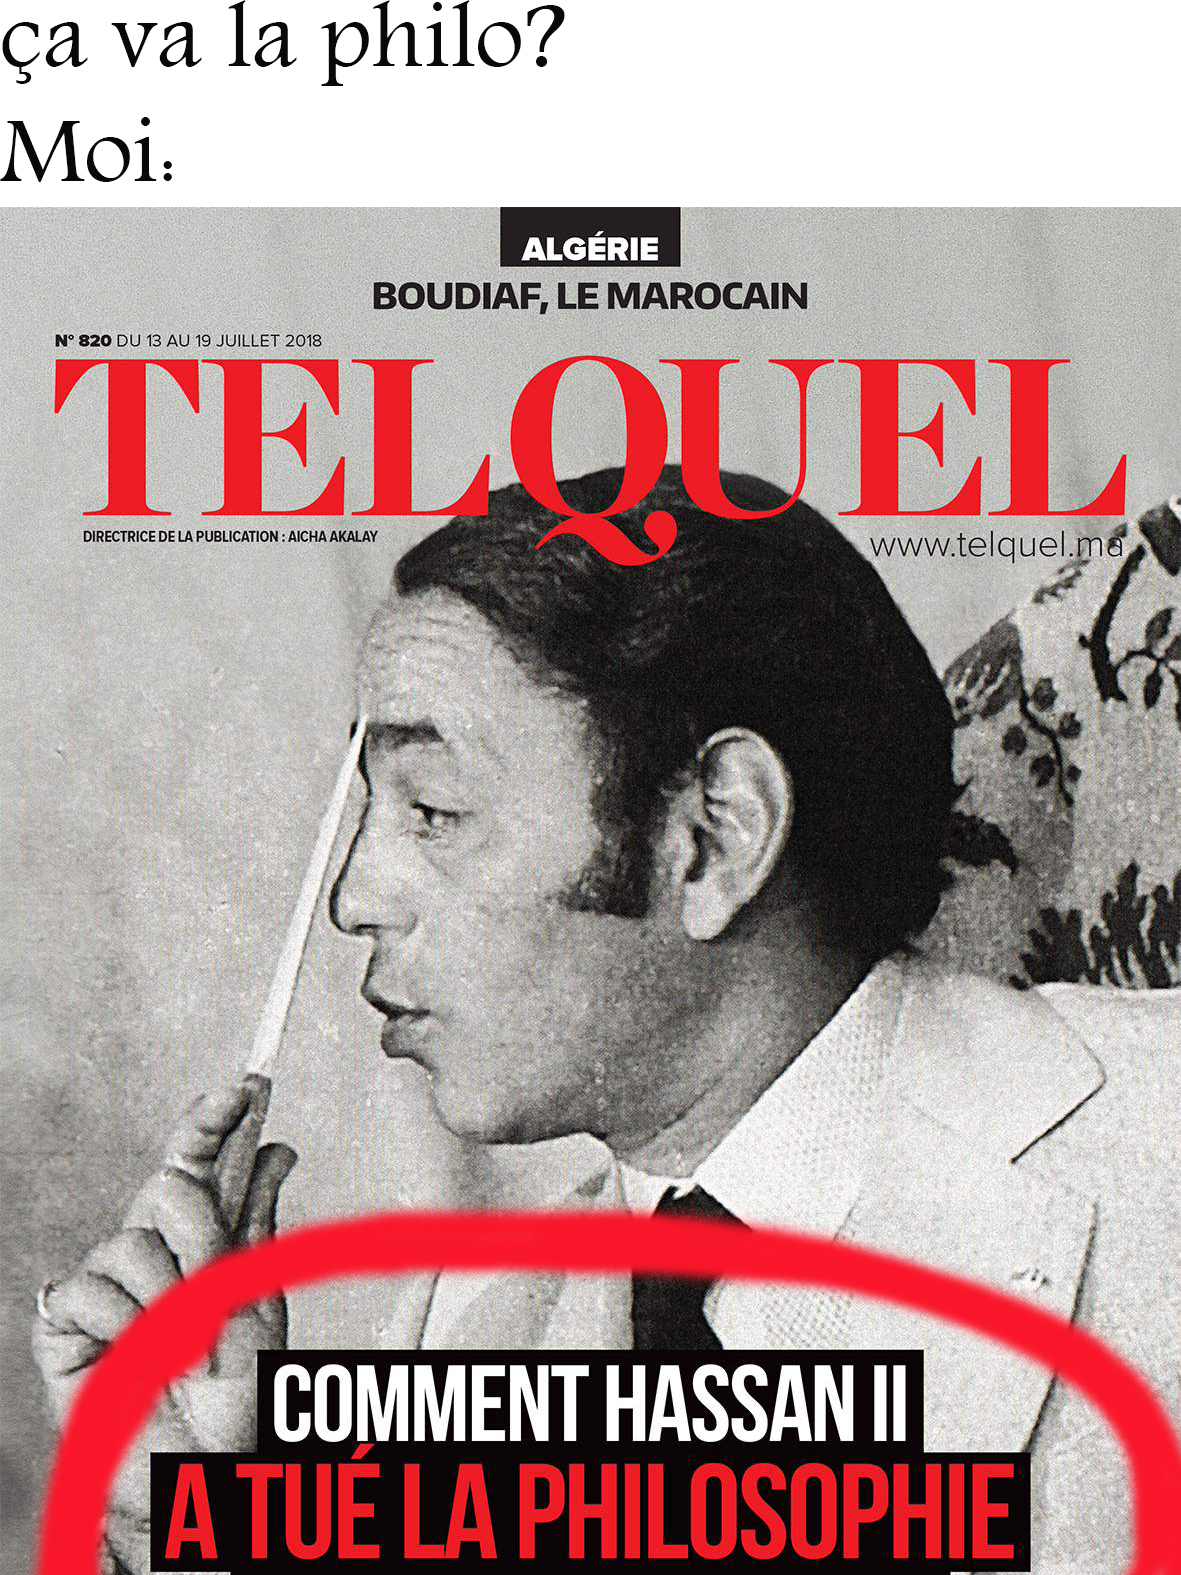 ça va la philo?
Moi:
ALGÉRIE
BOUDIAF, LE MAROCAIN
N° 820 DU 13 AU 19 JUILLET 2018
TELQUEL
DIRECTRICE DE LA PUBLICATION : AICHA AKALAY
www.telquel.ma
COMMENT HASSAN II
A TUÉ LA PHILOSOPHIE